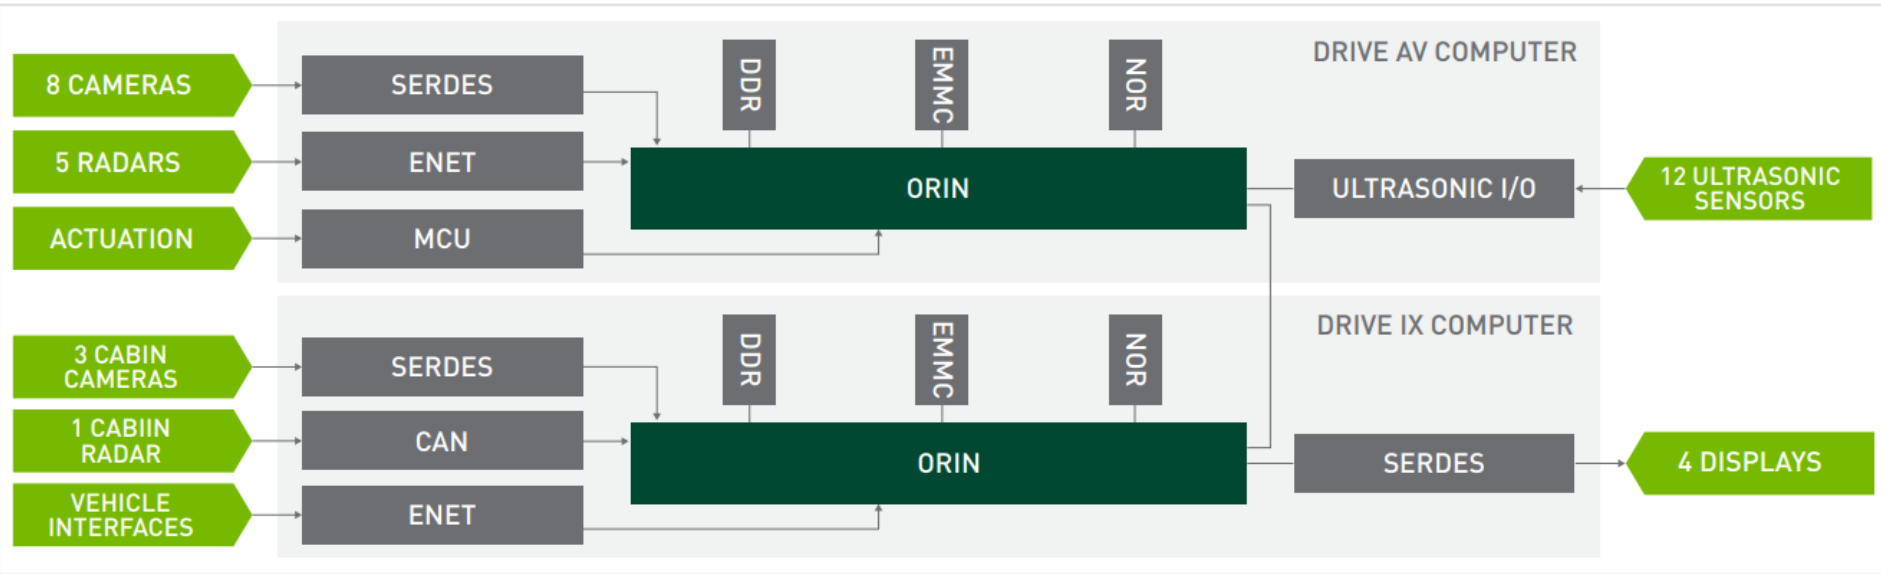 DRIVE AV COMPUTER
8 CAMERAS
SERDES
DDR
EMMC
NOR
5 RADARS
ENET
ORIN
ULTRASONIC I/O
12 ULTRASONIC
SENSORS
ACTUATION
MCU
DRIVE IX COMPUTER
3 CABIN
CAMERAS
SERDES
DDR
EMMC
NOR
1 CABIIN
RADAR
CAN
ORIN
SERDES
4 DISPLAYS
VEHICLE
INTERFACES
ENET